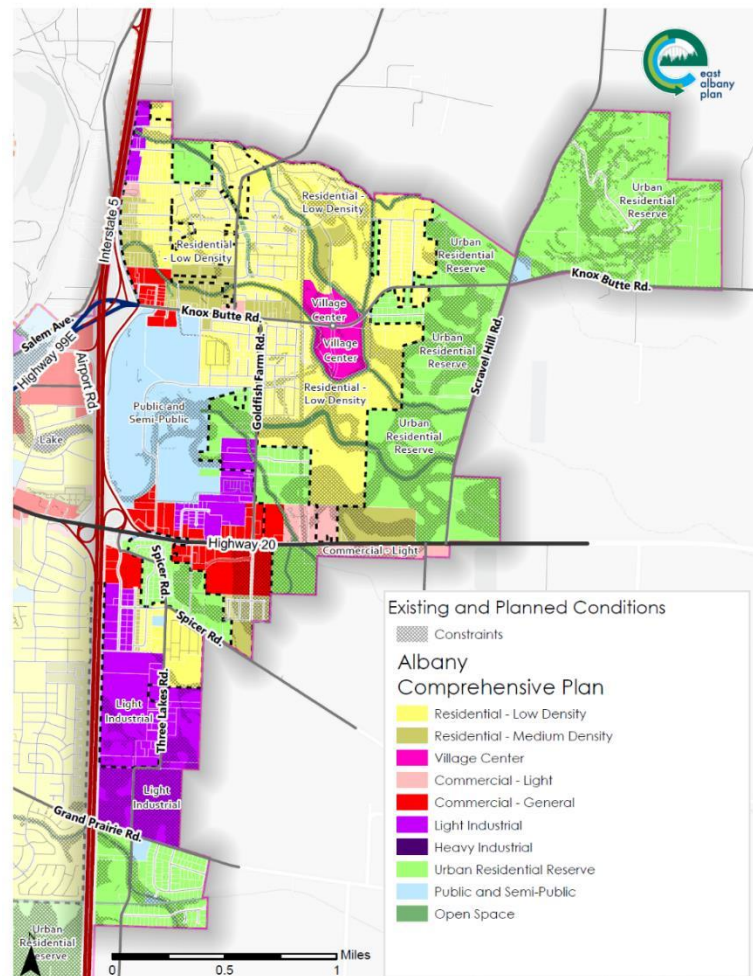 east
albany
plan
Interstate 5
Residential -
Low Density
Urban
Residential
Reserve
Residential
- Low Density
Urban
Residential
Reserve
Knox Butte Rd.
Salem Ave.
Highway 99E
Airport Rd.
Knox Butte Rd.
Village
Center
Village
Center
Urban
Residential
Reserve
Scravel Hill Rd.
Goldfish Farm Rd.
Residential -
Low Density
Public and
Semi-Public
Lake
Urban
Residential
Reserve
Highway 20
Commercial - Light
Spicer Rd.
Spicer Rd.
Three Lakes Rd.
Light
Industrial
Light
Industrial
Grand Prairie Rd.
Urban
Residential
Reserve
Miles
0 0.5 1
Existing and Planned Conditions
Constraints
Albany
Comprehensive Plan
Residential - Low Density
Residential - Medium Density
Village Center
Commercial - Light
Commercial - General
Light Industrial
Heavy Industrial
Urban Residential Reserve
Public and Semi-Public
Open Space